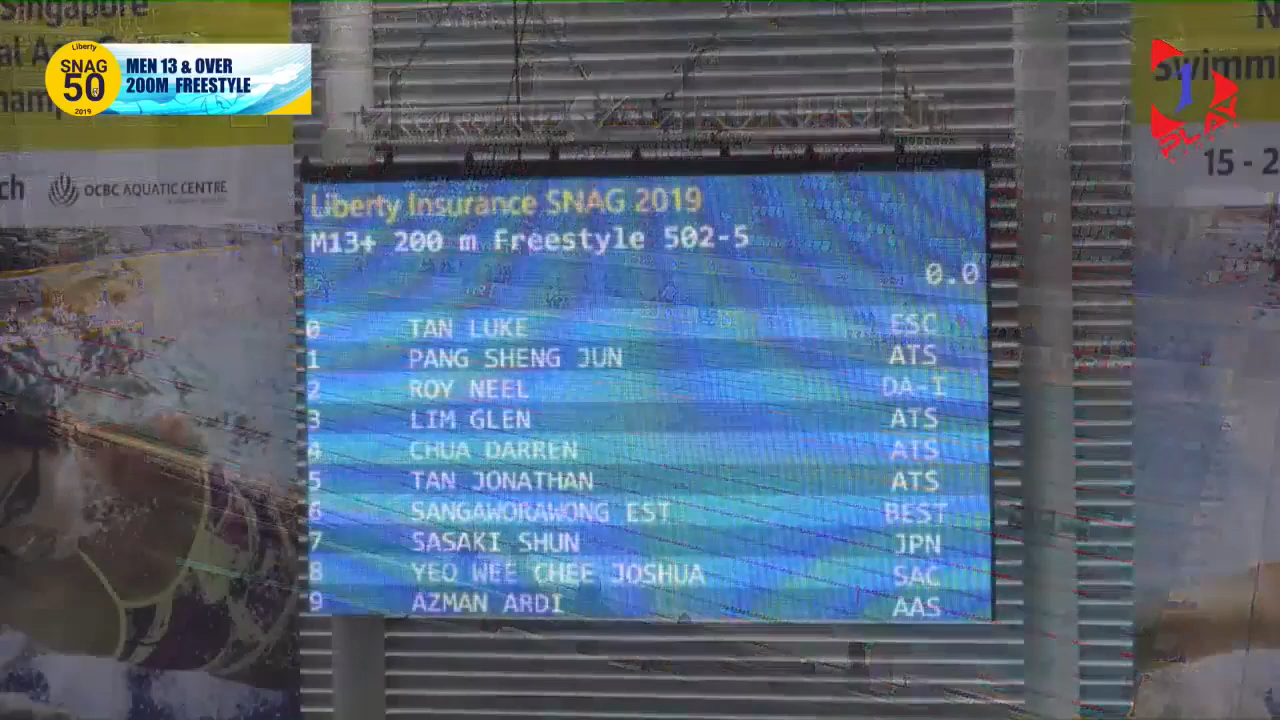 Singapore
Liberty
SNAG
50
2019
MEN 13 & OVER
200M FREESTYLE
Swimm
15 - 2
ch
OCBC AQUATIC CENTRE
Liberty Insurance SNAG 2019
M13+ 200 m Freestyle 502-5
0.0
0 TAN LUKE ESC
1 PANG SHENG JUN ATS
2 ROY NEEL DA-I
3 LIM GLEN ATS
4 CHUA DARREN ATS
5 TAN JONATHAN ATS
6 SANGAWORAWONG EST BEST
7 SASAKI SHUN JPN
8 YEO WEE CHEE JOSHUA SAC
9 AZMAN ARDI AAS